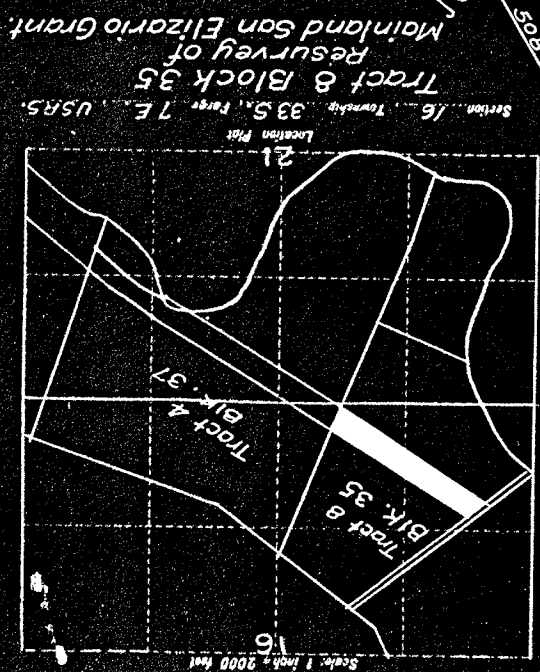 Scale: 1 inch = 2000 feet
16
Tract 8
Blk. 35
Tract 4
Blk. 37
21
Location Plat
Section 16, Township 33 S., Range 7 E., U.S.R.S.
Tract 8 Block 35
Resurvey of
Mainland San Elizario Grant.